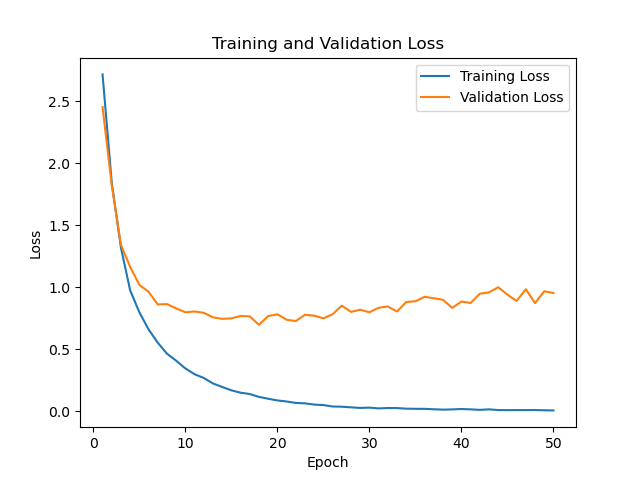 Training and Validation Loss
Training Loss
Validation Loss
2.5
2.0
1.5
1.0
0.5
0.0
Loss
0 10 20 30 40 50
Epoch